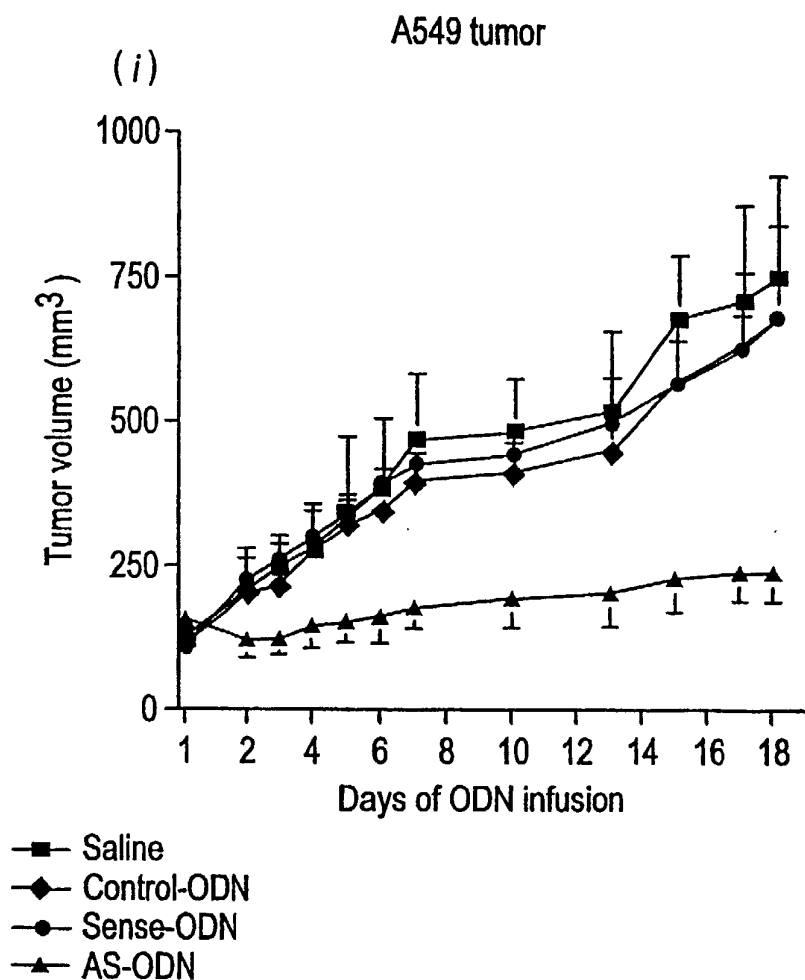 A549 tumor
(i)
1000
750
500
250
0
Tumor volume (mm³)
1 2 4 6 8 10 12 14 16 18
Days of ODN infusion
Saline
Control-ODN
Sense-ODN
AS-ODN